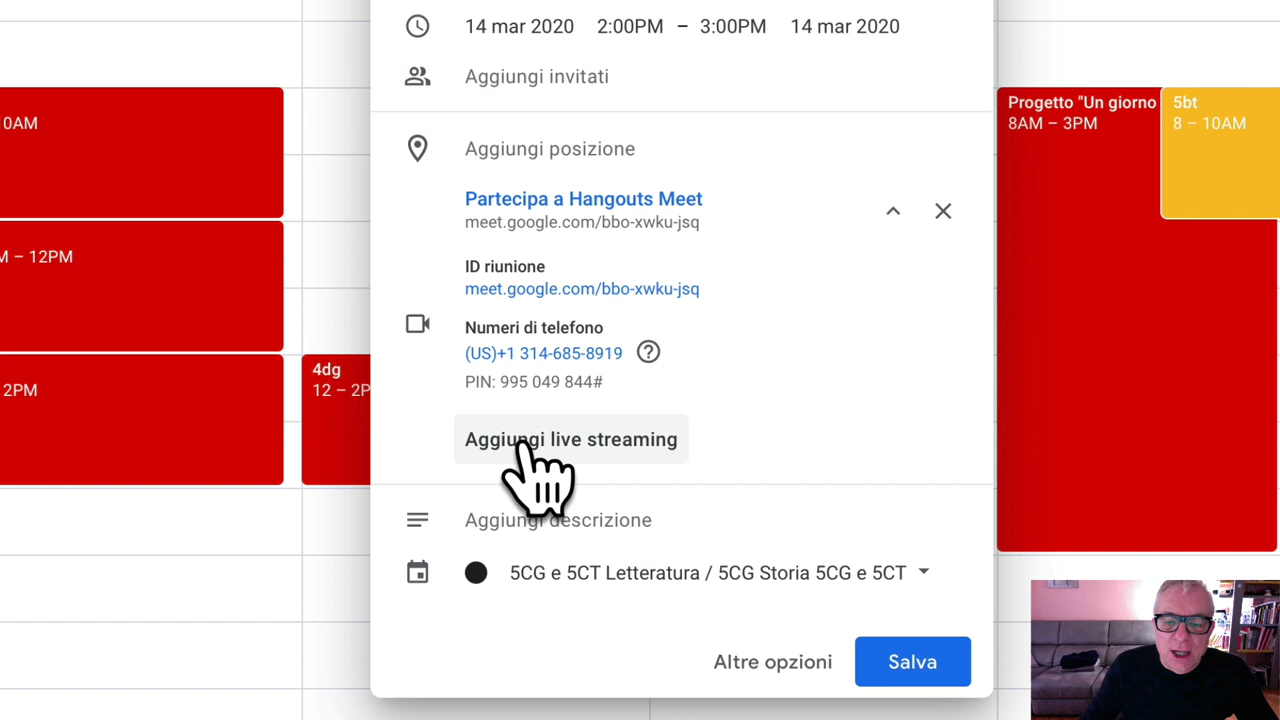 14 mar 2020 2:00PM – 3:00PM 14 mar 2020
Aggiungi invitati
Aggiungi posizione
Partecipa a Hangouts Meet
meet.google.com/bbo-xwku-jsq
ID riunione
meet.google.com/bbo-xwku-jsq
Numeri di telefono
(US)+1 314-685-8919
PIN: 995 049 844#
Aggiungi live streaming
Aggiungi descrizione
5CG e 5CT Letteratura / 5CG Storia 5CG e 5CT
Altre opzioni
Salva
0AM
– 12PM
2PM
4dg
12 – 2P
Progetto "Un giorno
8AM – 3PM
5bt
8 – 10AM